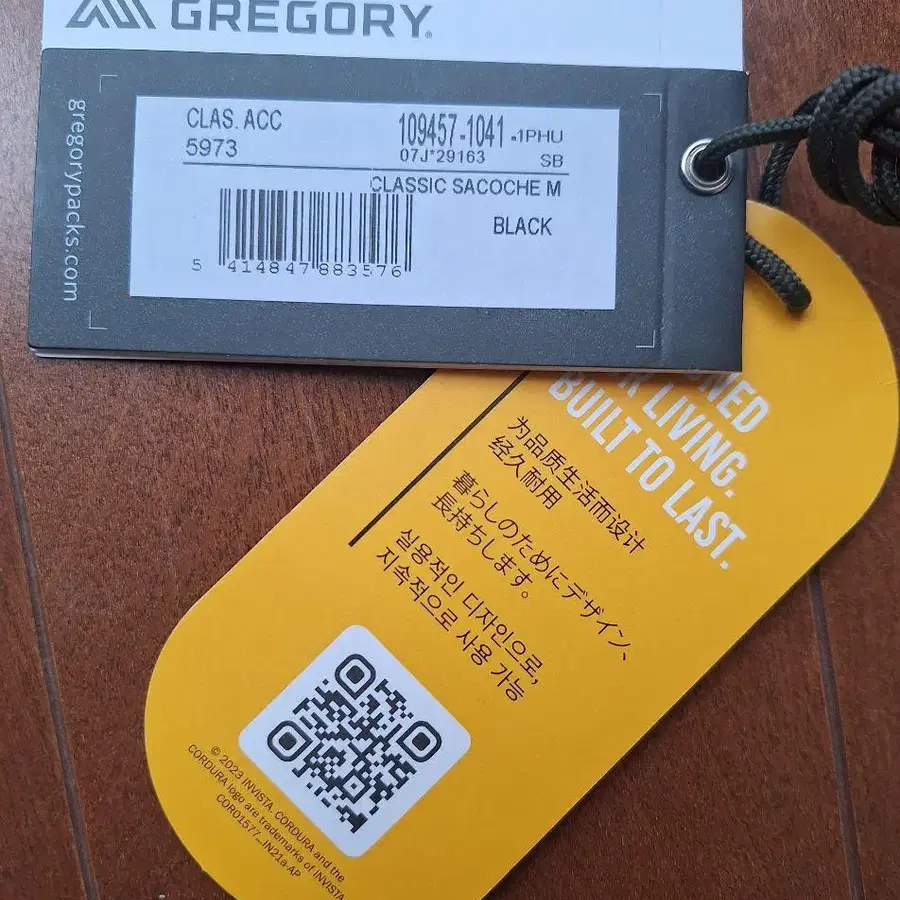 GREGORY
gregorypacks.com
CLAS. ACC
5973
109457-1041 -1PHU
07J*29163 SB
CLASSIC SACOCHE M
BLACK
5 414847 883576
LIVING.
BUILT TO LAST.
为品质生活而设计
经久耐用
暮らしのためにデザイン、
長持ちします。
실용적인 디자인으로,
지속적으로 사용 가능
© 2023 INVISTA. CORDURA and the
CORDURA logo are trademarks of INVISTA.
COR01577_IN21a-AP